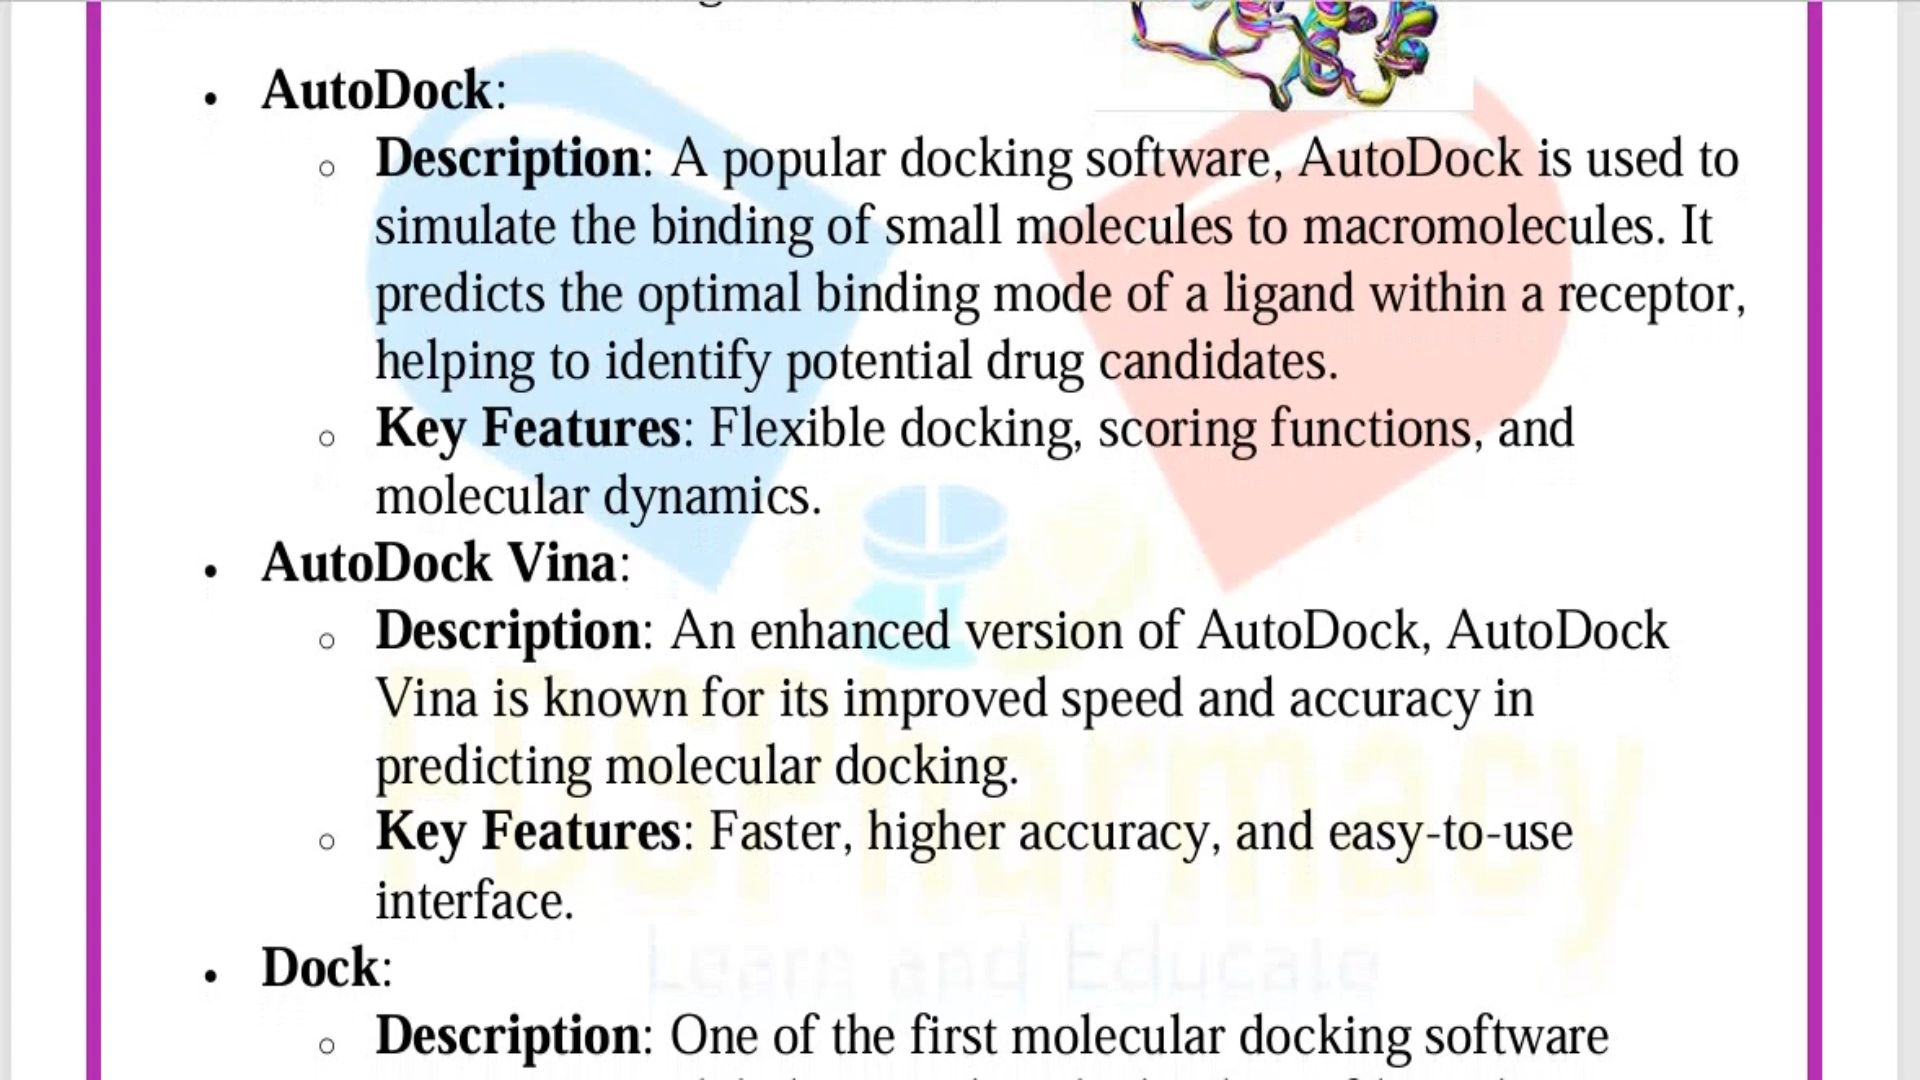 AutoDock:
Description: A popular docking software, AutoDock is used to
simulate the binding of small molecules to macromolecules. It
predicts the optimal binding mode of a ligand within a receptor,
helping to identify potential drug candidates.
Key Features: Flexible docking, scoring functions, and
molecular dynamics.
AutoDock Vina:
Description: An enhanced version of AutoDock, AutoDock
Vina is known for its improved speed and accuracy in
predicting molecular docking.
Key Features: Faster, higher accuracy, and easy-to-use
interface.
Dock:
Description: One of the first molecular docking software
Learn and Educate